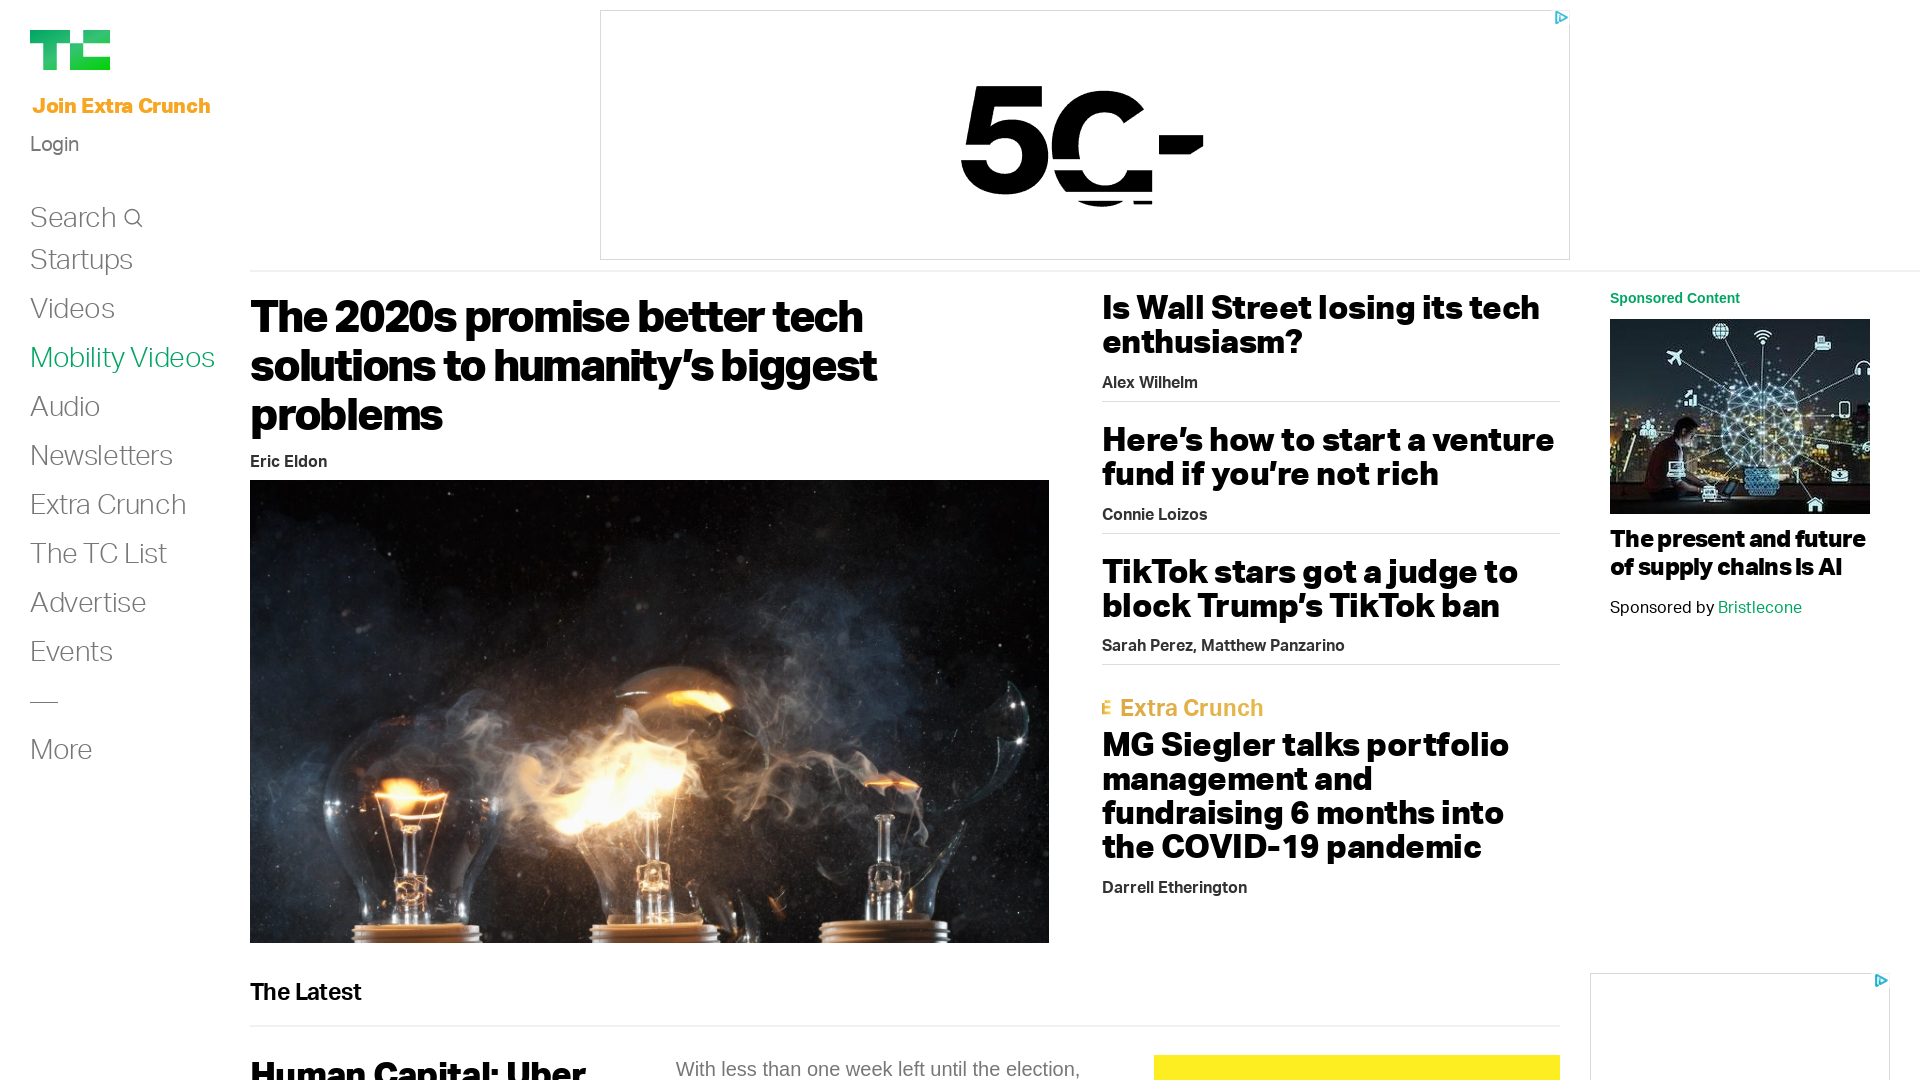 TC
Join Extra Crunch
Login
Search
Startups
Videos
Mobility Videos
Audio
Newsletters
Extra Crunch
The TC List
Advertise
Events
More
The 2020s promise better tech
solutions to humanity’s biggest
problems
Eric Eldon
Is Wall Street losing its tech
enthusiasm?
Alex Wilhelm
Here’s how to start a venture
fund if you’re not rich
Connie Loizos
TikTok stars got a judge to
block Trump’s TikTok ban
Sarah Perez, Matthew Panzarino
Extra Crunch
MG Siegler talks portfolio
management and
fundraising 6 months into
the COVID-19 pandemic
Darrell Etherington
Sponsored Content
The present and future
of supply chains is AI
Sponsored by Bristlecone
The Latest
Human Capital: Uber
With less than one week left until the election,